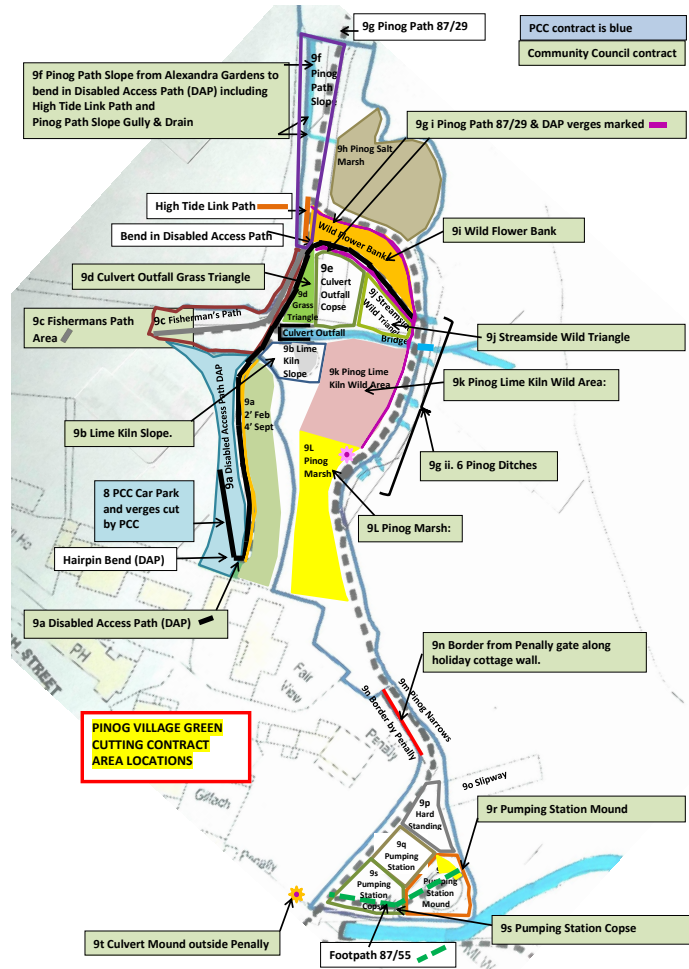 9g Pinog Path 87/29
PCC contract is blue
Community Council contract
9f Pinog Path Slope from Alexandra Gardens to
bend in Disabled Access Path (DAP) including
High Tide Link Path and
Pinog Path Slope Gully & Drain
9f
Pinog
Path
Slope
9g i Pinog Path 87/29 & DAP verges marked
9h Pinog Salt
Marsh
High Tide Link Path
Bend in Disabled Access Path
Wild Flower Bank
9i Wild Flower Bank
9d Culvert Outfall Grass Triangle
9e
Culvert
Outfall
Copse
9d
Grass
Triangle
9j Streamside
Wild Triangle
9c Fisherman's Path
9c Fishermans Path
Area
Culvert Outfall
Bridge
9j Streamside Wild Triangle
9b Lime
Kiln
Slope
9k Pinog Lime
Kiln Wild Area
9k Pinog Lime Kiln Wild Area:
9a Disabled Access Path DAP
9a
2' Feb
4' Sept
9b Lime Kiln Slope.
9L
Pinog
Marsh
9g ii. 6 Pinog Ditches
8 PCC Car Park
and verges cut
by PCC
9L Pinog Marsh:
Hairpin Bend (DAP)
9a Disabled Access Path (DAP)
PH
STREET
Fair
View
9n Border from Penally gate along
holiday cottage wall.
9m Pinog Narrows
9n Border by Penally
Penally
PINOG VILLAGE GREEN
CUTTING CONTRACT
AREA LOCATIONS
9o Slipway
9p
Hard
Standing
9r Pumping Station Mound
Penally
9q
Pumping
Station
Pumping
Station
Mound
9s
Pumping
Station
Copse
9t Culvert Mound outside Penally
9s Pumping Station Copse
Footpath 87/55
MLW